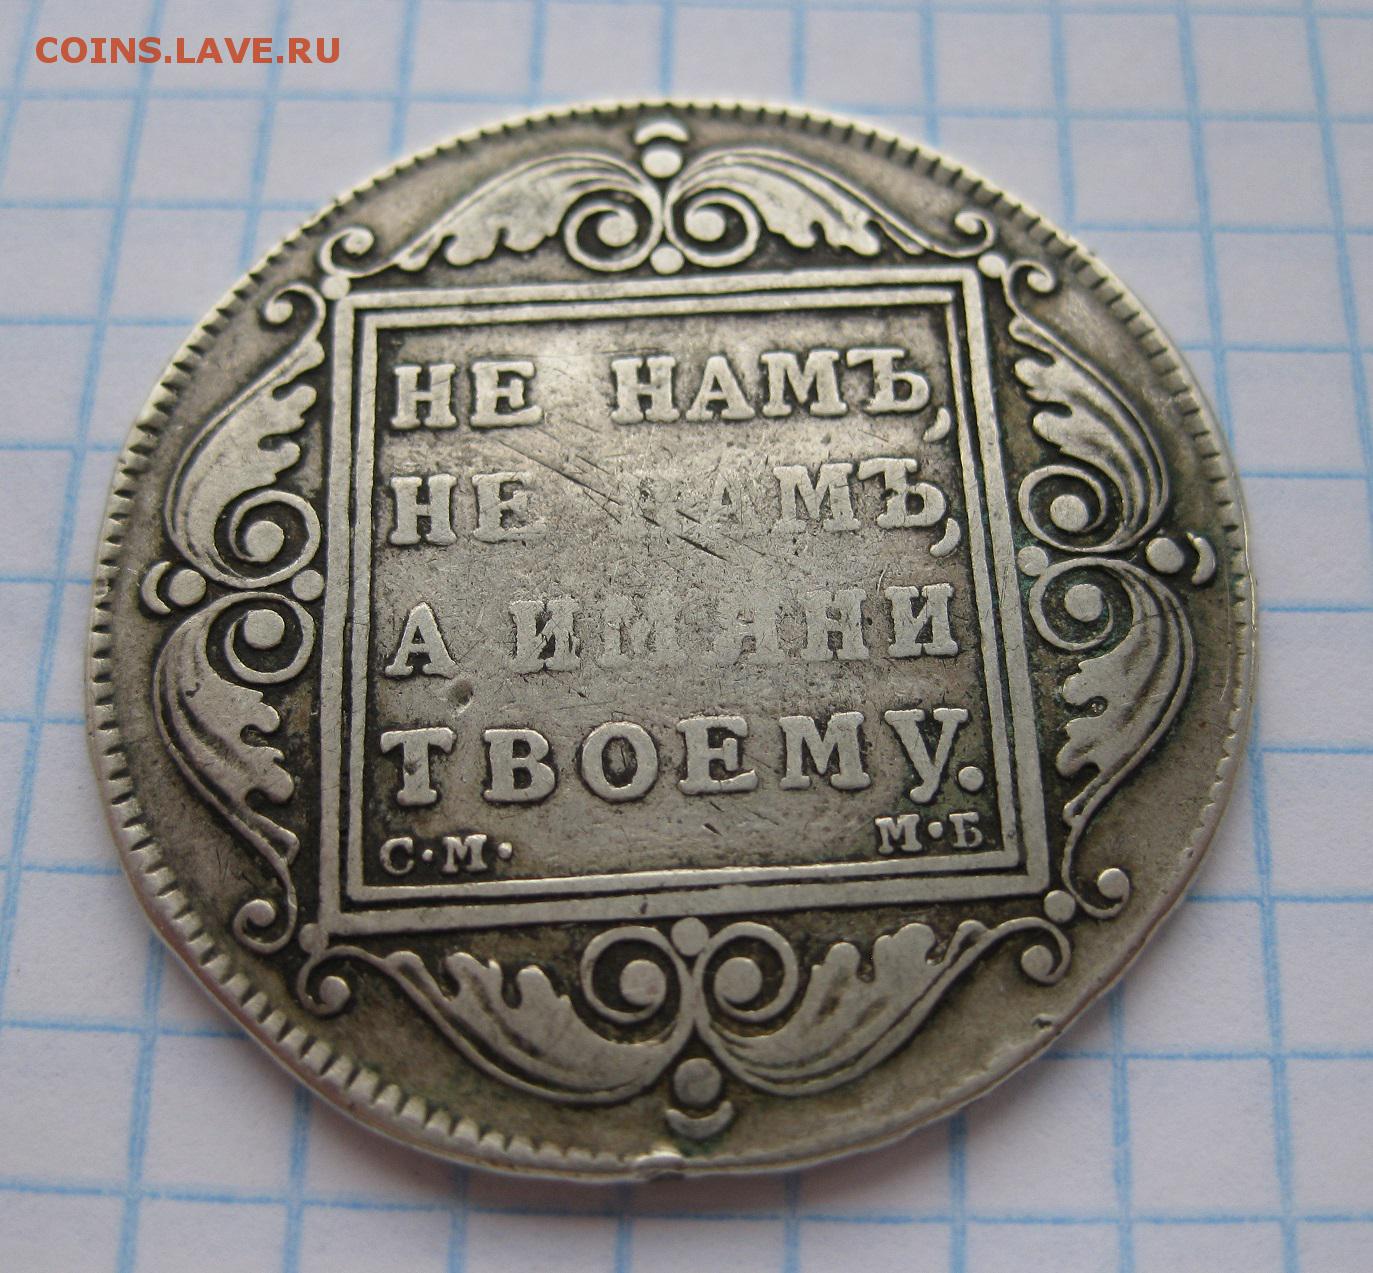 COINS.LAVE.RU
НЕ НАМЪ,
НЕ НАМЪ,
А ИМЯНИ
ТВОЕМУ.
С·М· М·Б